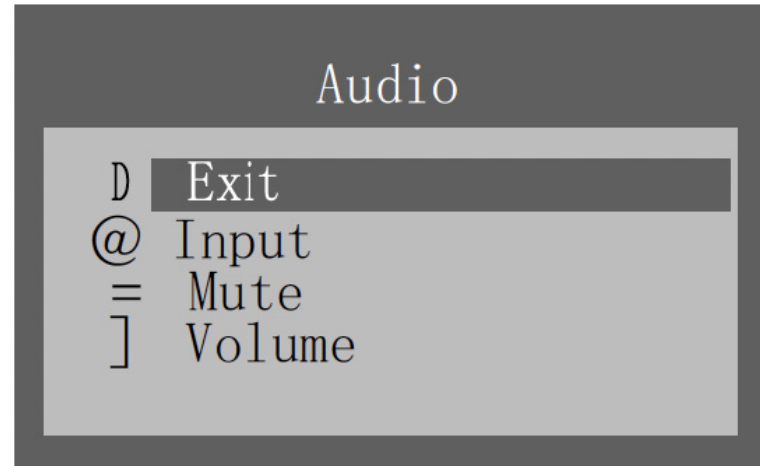 Audio
D Exit
@ Input
= Mute
] Volume